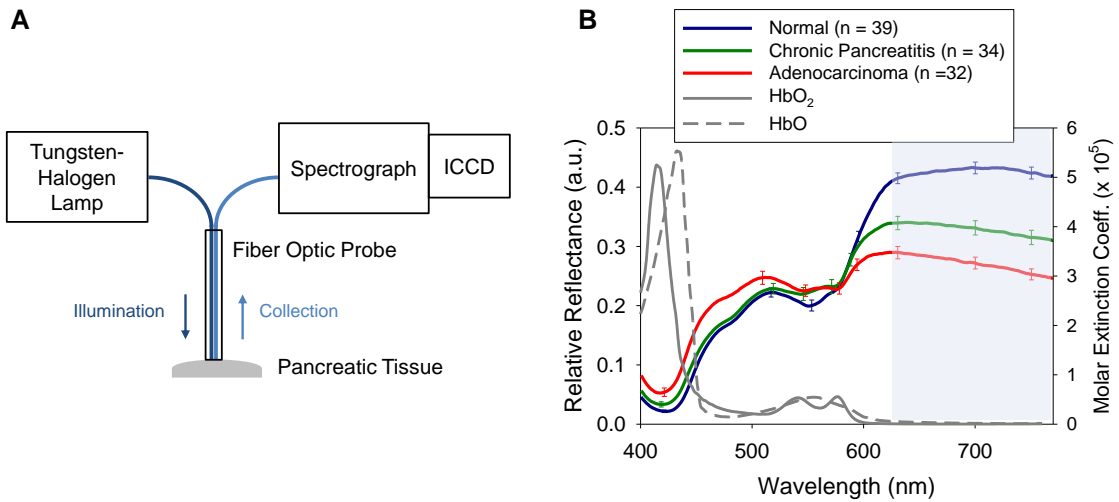 A
Tungsten-
Halogen
Lamp
Spectrograph
ICCD
Fiber Optic Probe
Illumination
Collection
Pancreatic Tissue
B
Normal (n = 39)
Chronic Pancreatitis (n = 34)
Adenocarcinoma (n =32)
HbO2
HbO
Relative Reflectance (a.u.)
0.5
0.4
0.3
0.2
0.1
0.0
6
5
4
3
2
1
0
Molar Extinction Coeff. (x 10^5)
400 500 600 700
Wavelength (nm)